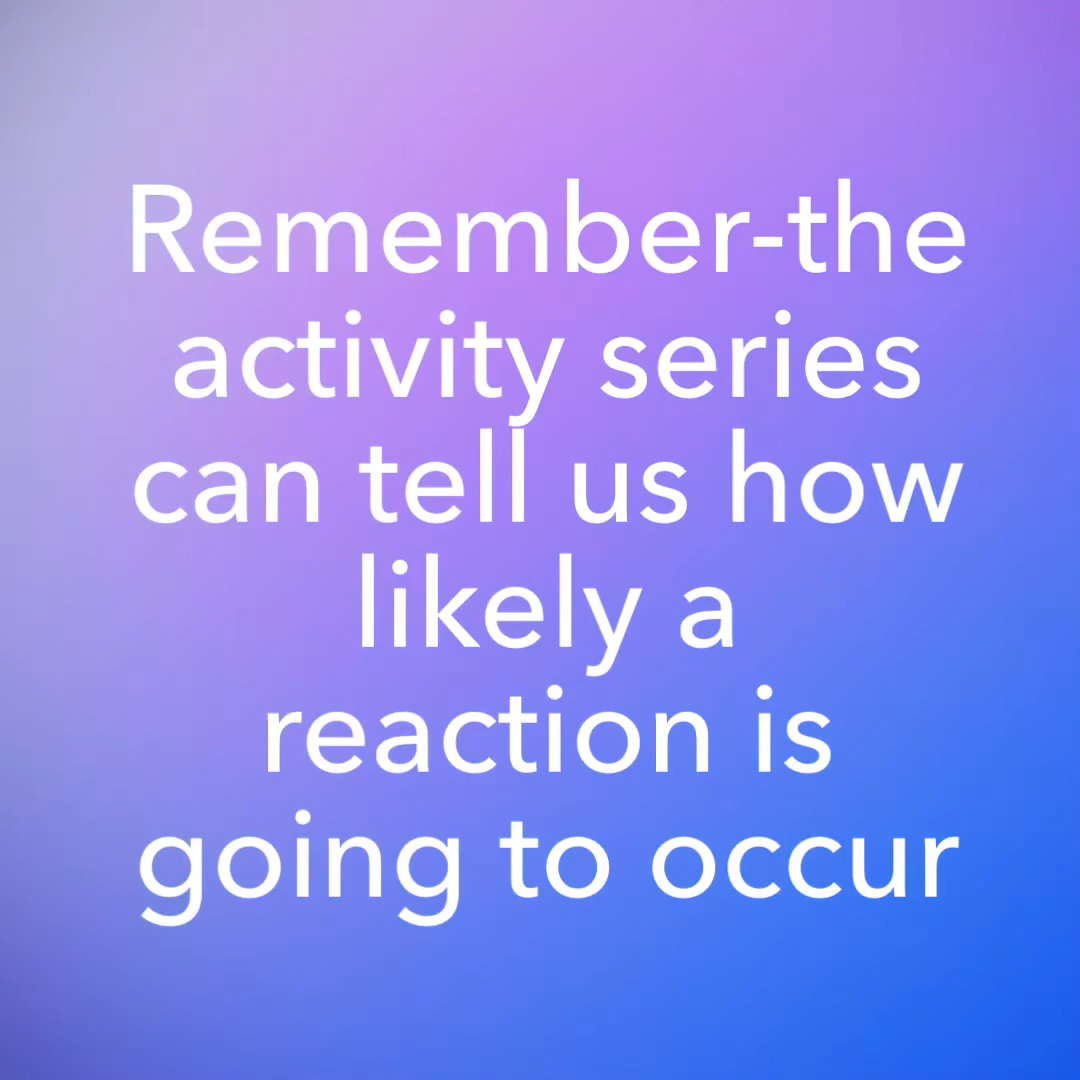 Remember-the
activity series
can tell us how
likely a
reaction is
going to occur